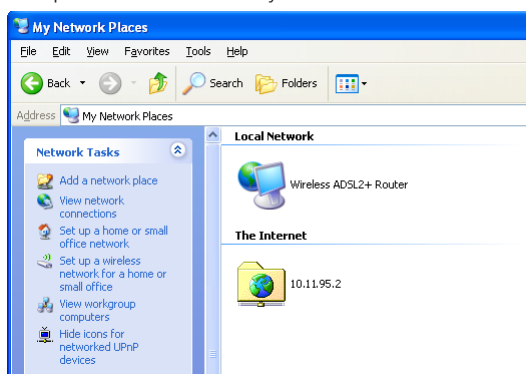 My Network Places
File Edit View Favorites Tools Help
Back Search Folders
Address My Network Places
Network Tasks
Add a network place
View network
connections
Set up a home or small
office network
Set up a wireless
network for a home or
small office
View workgroup
computers
Hide icons for
networked UPnP
devices
Local Network
Wireless ADSL2+ Router
The Internet
10.11.95.2